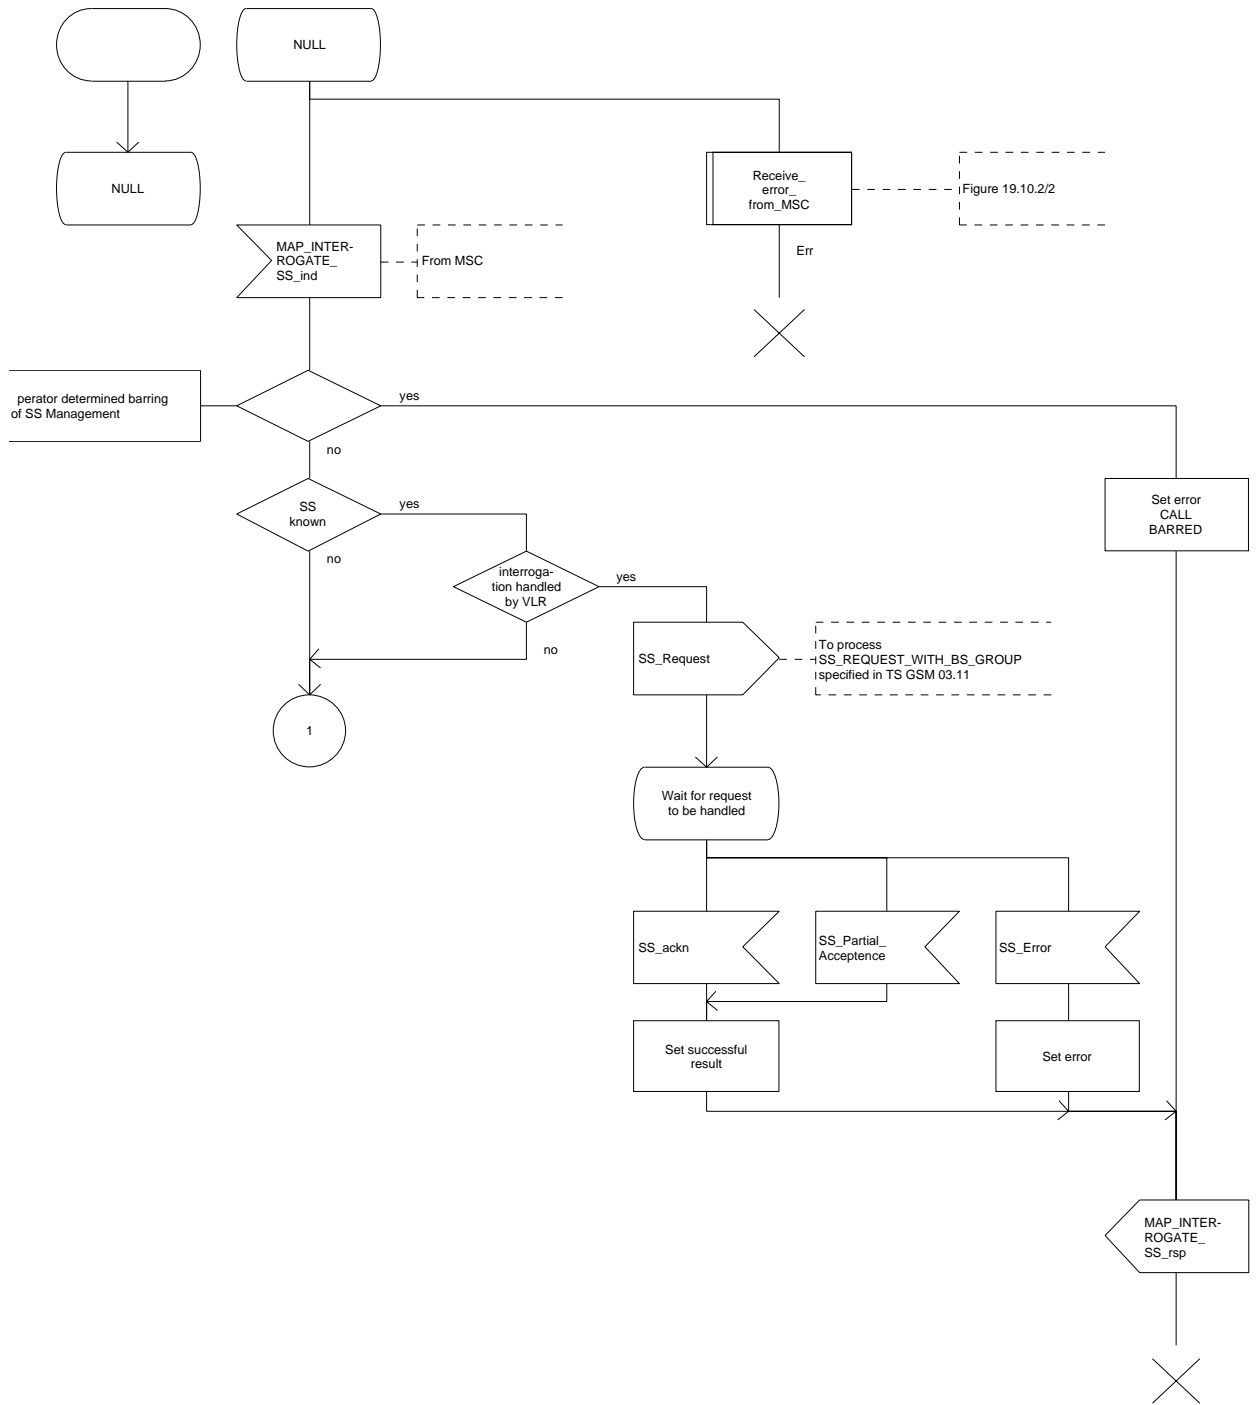 NULL
NULL
Receive_
error_
from_MSC
Figure 19.10.2/2
Err
MAP_INTER-
ROGATE_
SS_ind
From MSC
perator determined barring
of SS Management
yes
no
SS
known
yes
no
Set error
CALL
BARRED
interroga-
tion handled
by VLR
yes
no
SS_Request
To process
SS_REQUEST_WITH_BS_GROUP
specified in TS GSM 03.11
1
Wait for request
to be handled
SS_ackn
SS_Partial_
Acceptence
SS_Error
Set successful
result
Set error
MAP_INTER-
ROGATE_
SS_rsp